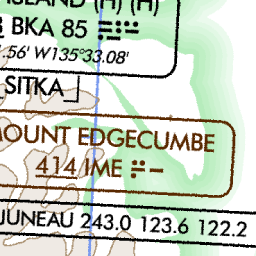 ISLAND (H) (H)
BKA 85
.56' W135°33.08'
SITKA
MOUNT EDGECUMBE
414 IME
JUNEAU 243.0 123.6 122.2